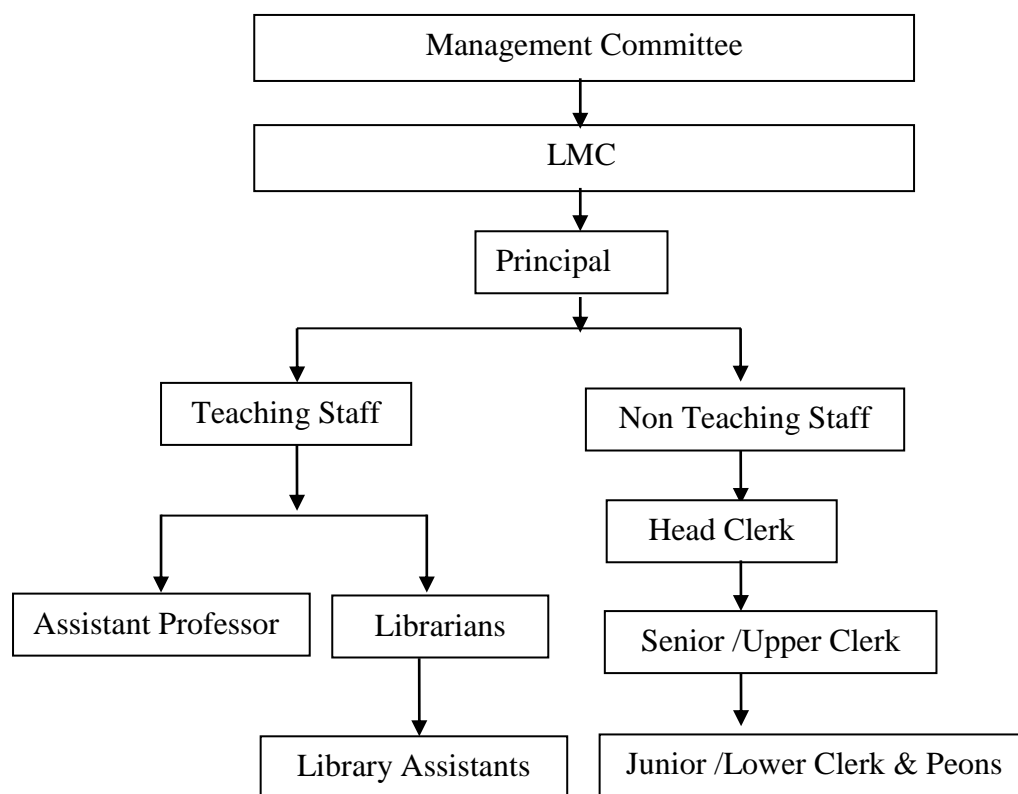 Management Committee
LMC
Principal
Teaching Staff
Non Teaching Staff
Head Clerk
Assistant Professor
Librarians
Senior /Upper Clerk
Library Assistants
Junior /Lower Clerk & Peons